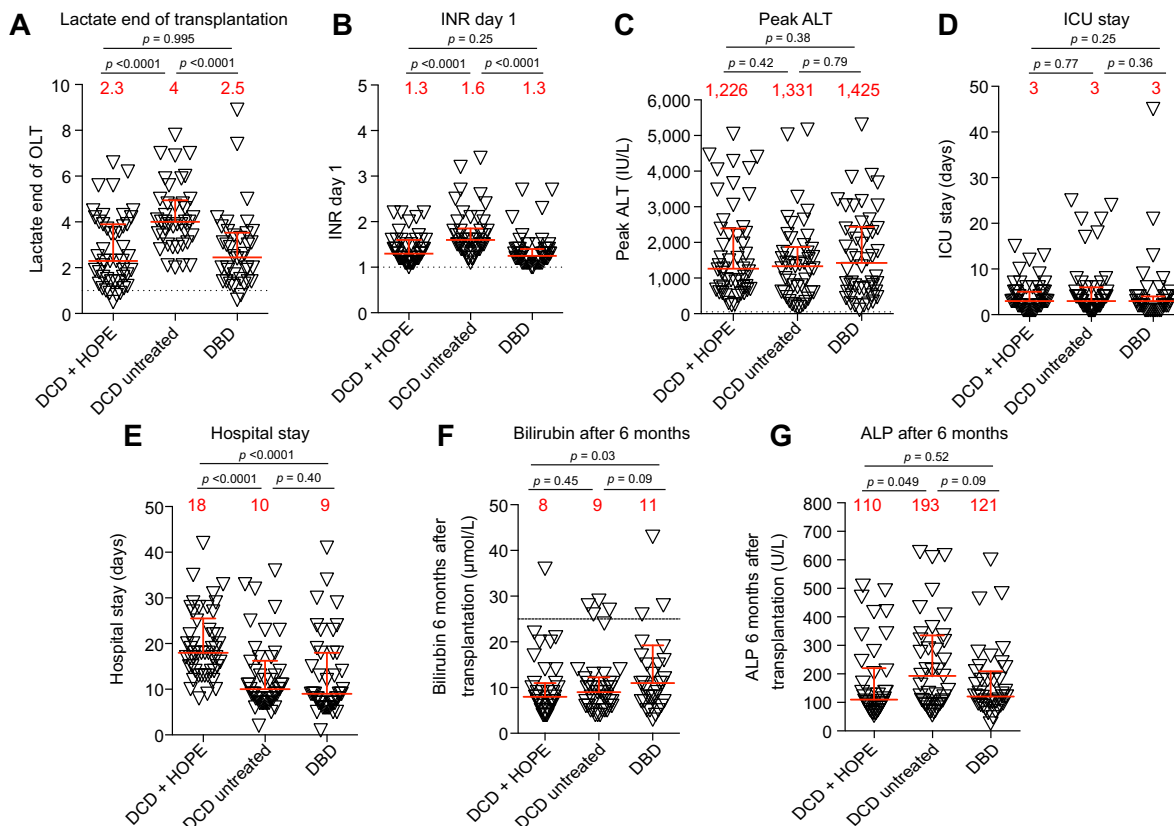 A Lactate end of transplantation
p = 0.995
p <0.0001 p <0.0001
2.3 4 2.5
10
8
6
4
2
0
Lactate end of OLT
DCD + HOPE
DCD untreated
DBD
B INR day 1
p = 0.25
p <0.0001 p <0.0001
1.3 1.6 1.3
5
4
3
2
1
0
INR day 1
DCD + HOPE
DCD untreated
DBD
C Peak ALT
p = 0.38
p = 0.42 p = 0.79
1,226 1,331 1,425
6,000
5,000
4,000
3,000
2,000
1,000
0
Peak ALT (IU/L)
DCD + HOPE
DCD untreated
DBD
D ICU stay
p = 0.25
p = 0.77 p = 0.36
3 3 3
50
40
30
20
10
0
ICU stay (days)
DCD + HOPE
DCD untreated
DBD
E Hospital stay
p <0.0001
p <0.0001 p = 0.40
18 10 9
50
40
30
20
10
0
Hospital stay (days)
DCD + HOPE
DCD untreated
DBD
F Bilirubin after 6 months
p = 0.03
p = 0.45 p = 0.09
8 9 11
50
40
30
20
10
0
Bilirubin 6 months after
transplantation (μmol/L)
DCD + HOPE
DCD untreated
DBD
G ALP after 6 months
p = 0.52
p = 0.049 p = 0.09
110 193 121
800
700
600
500
400
300
200
100
0
ALP 6 months after
transplantation (U/L)
DCD + HOPE
DCD untreated
DBD